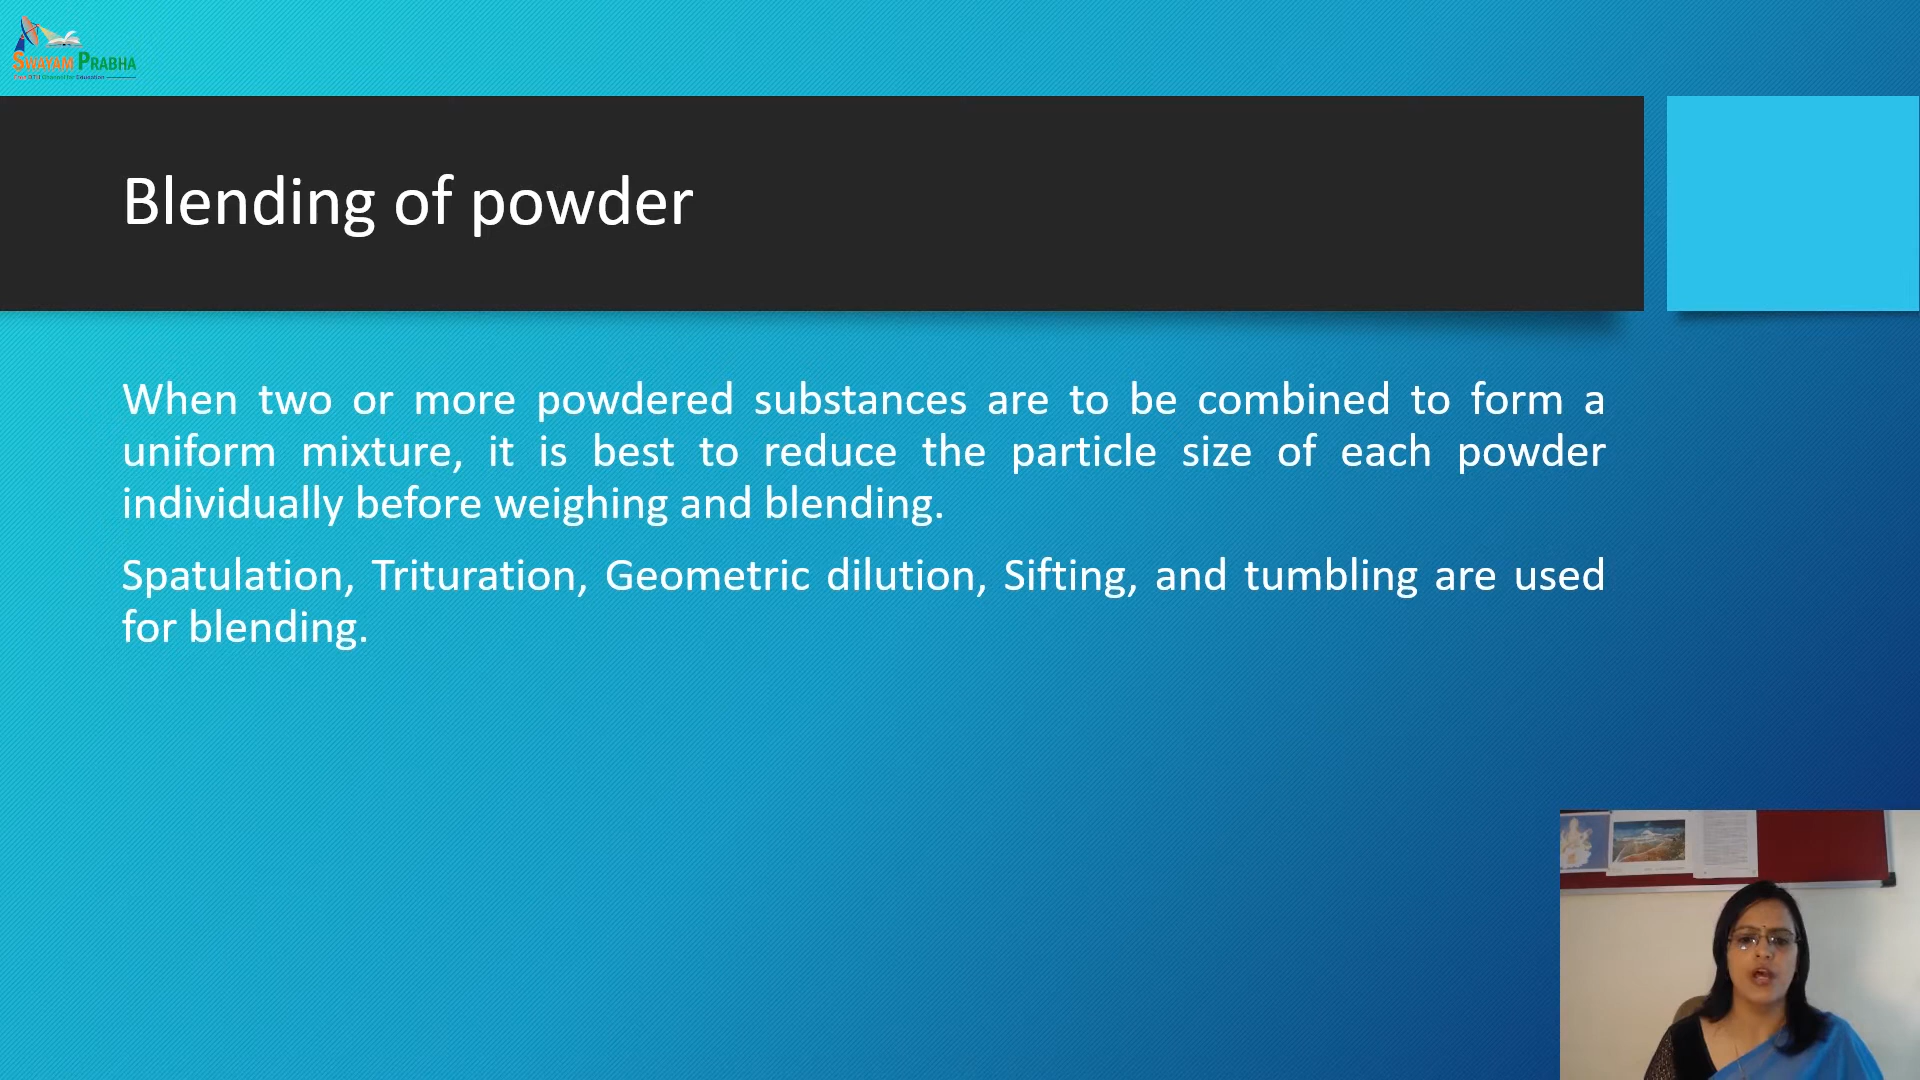 SWAYAM PRABHA
Blending of powder
When two or more powdered substances are to be combined to form a
uniform mixture, it is best to reduce the particle size of each powder
individually before weighing and blending.
Spatulation, Trituration, Geometric dilution, Sifting, and tumbling are used
for blending.